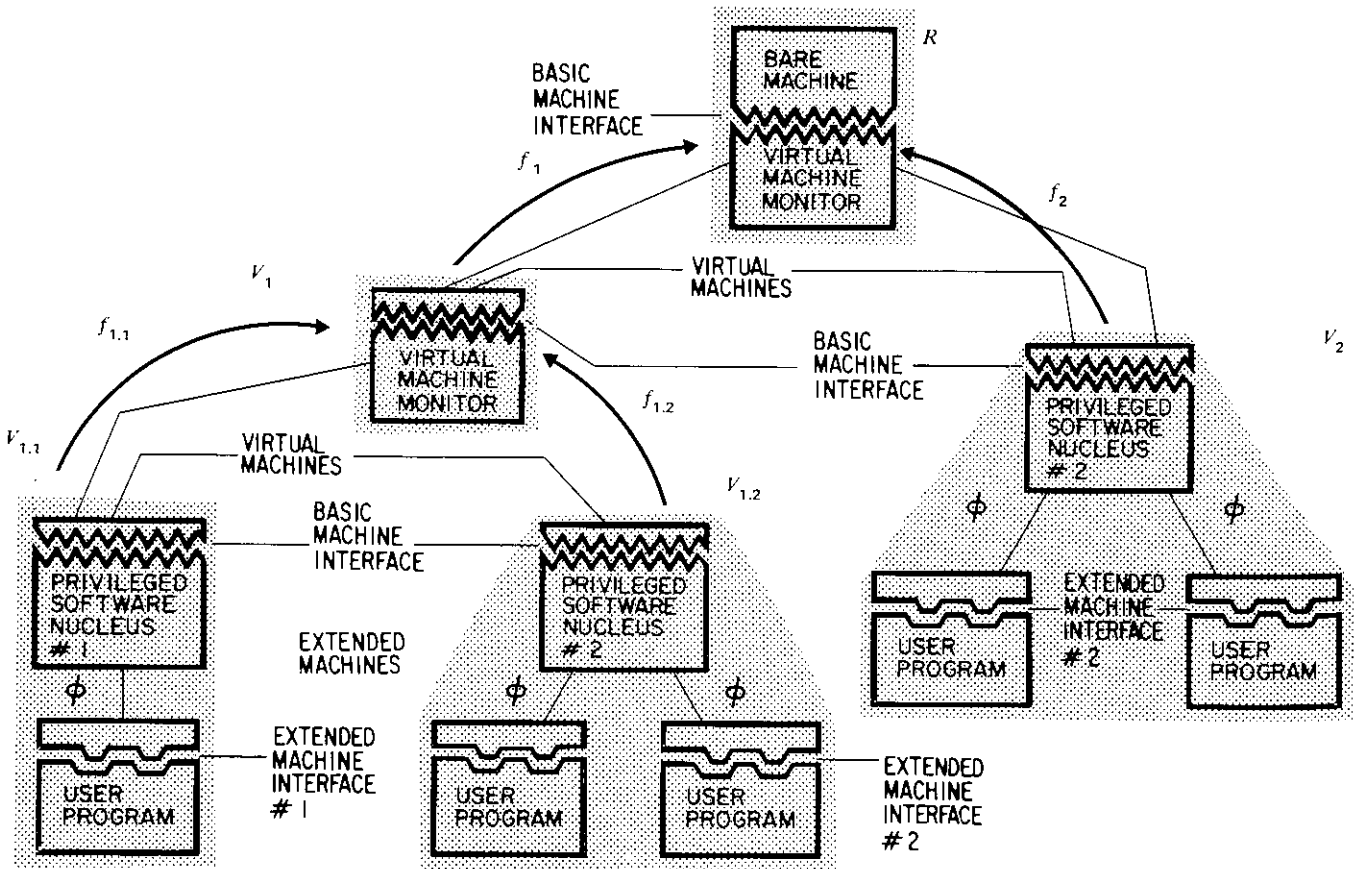 R
BARE
MACHINE
BASIC
MACHINE
INTERFACE
VIRTUAL
MACHINE
MONITOR
f1
f2
V1
VIRTUAL
MACHINES
f1.1
VIRTUAL
MACHINE
MONITOR
BASIC
MACHINE
INTERFACE
V2
f1.2
PRIVILEGED
SOFTWARE
NUCLEUS
# 2
V1.1
VIRTUAL
MACHINES
V1.2
ϕ
ϕ
BASIC
MACHINE
INTERFACE
PRIVILEGED
SOFTWARE
NUCLEUS
# 1
PRIVILEGED
SOFTWARE
NUCLEUS
# 2
EXTENDED
MACHINES
USER
PROGRAM
EXTENDED
MACHINE
INTERFACE
# 2
USER
PROGRAM
ϕ
ϕ
ϕ
USER
PROGRAM
EXTENDED
MACHINE
INTERFACE
# 1
USER
PROGRAM
USER
PROGRAM
EXTENDED
MACHINE
INTERFACE
# 2